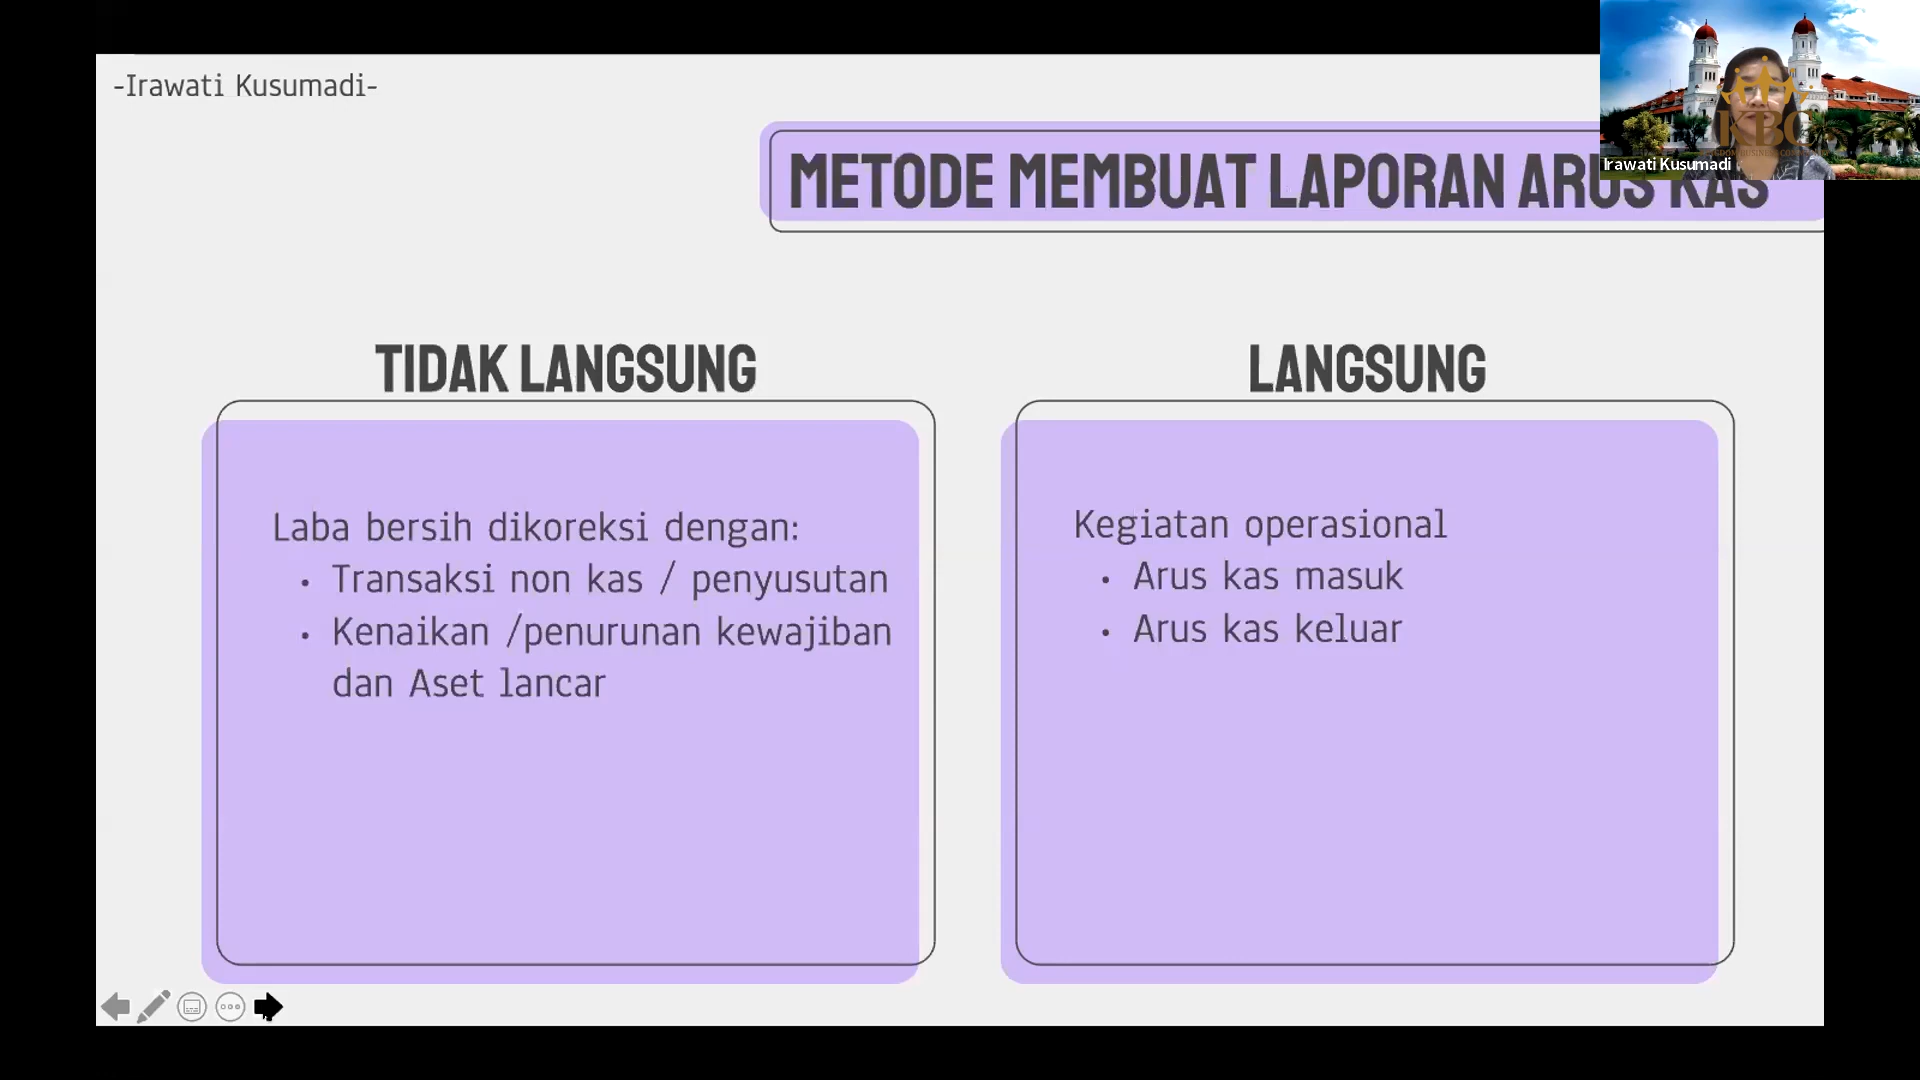 -Irawati Kusumadi-
METODE MEMBUAT LAPORAN ARUS KAS
KBC
Irawati Kusumadi
TIDAK LANGSUNG
Laba bersih dikoreksi dengan:
• Transaksi non kas / penyusutan
• Kenaikan /penurunan kewajiban
dan Aset lancar
LANGSUNG
Kegiatan operasional
• Arus kas masuk
• Arus kas keluar